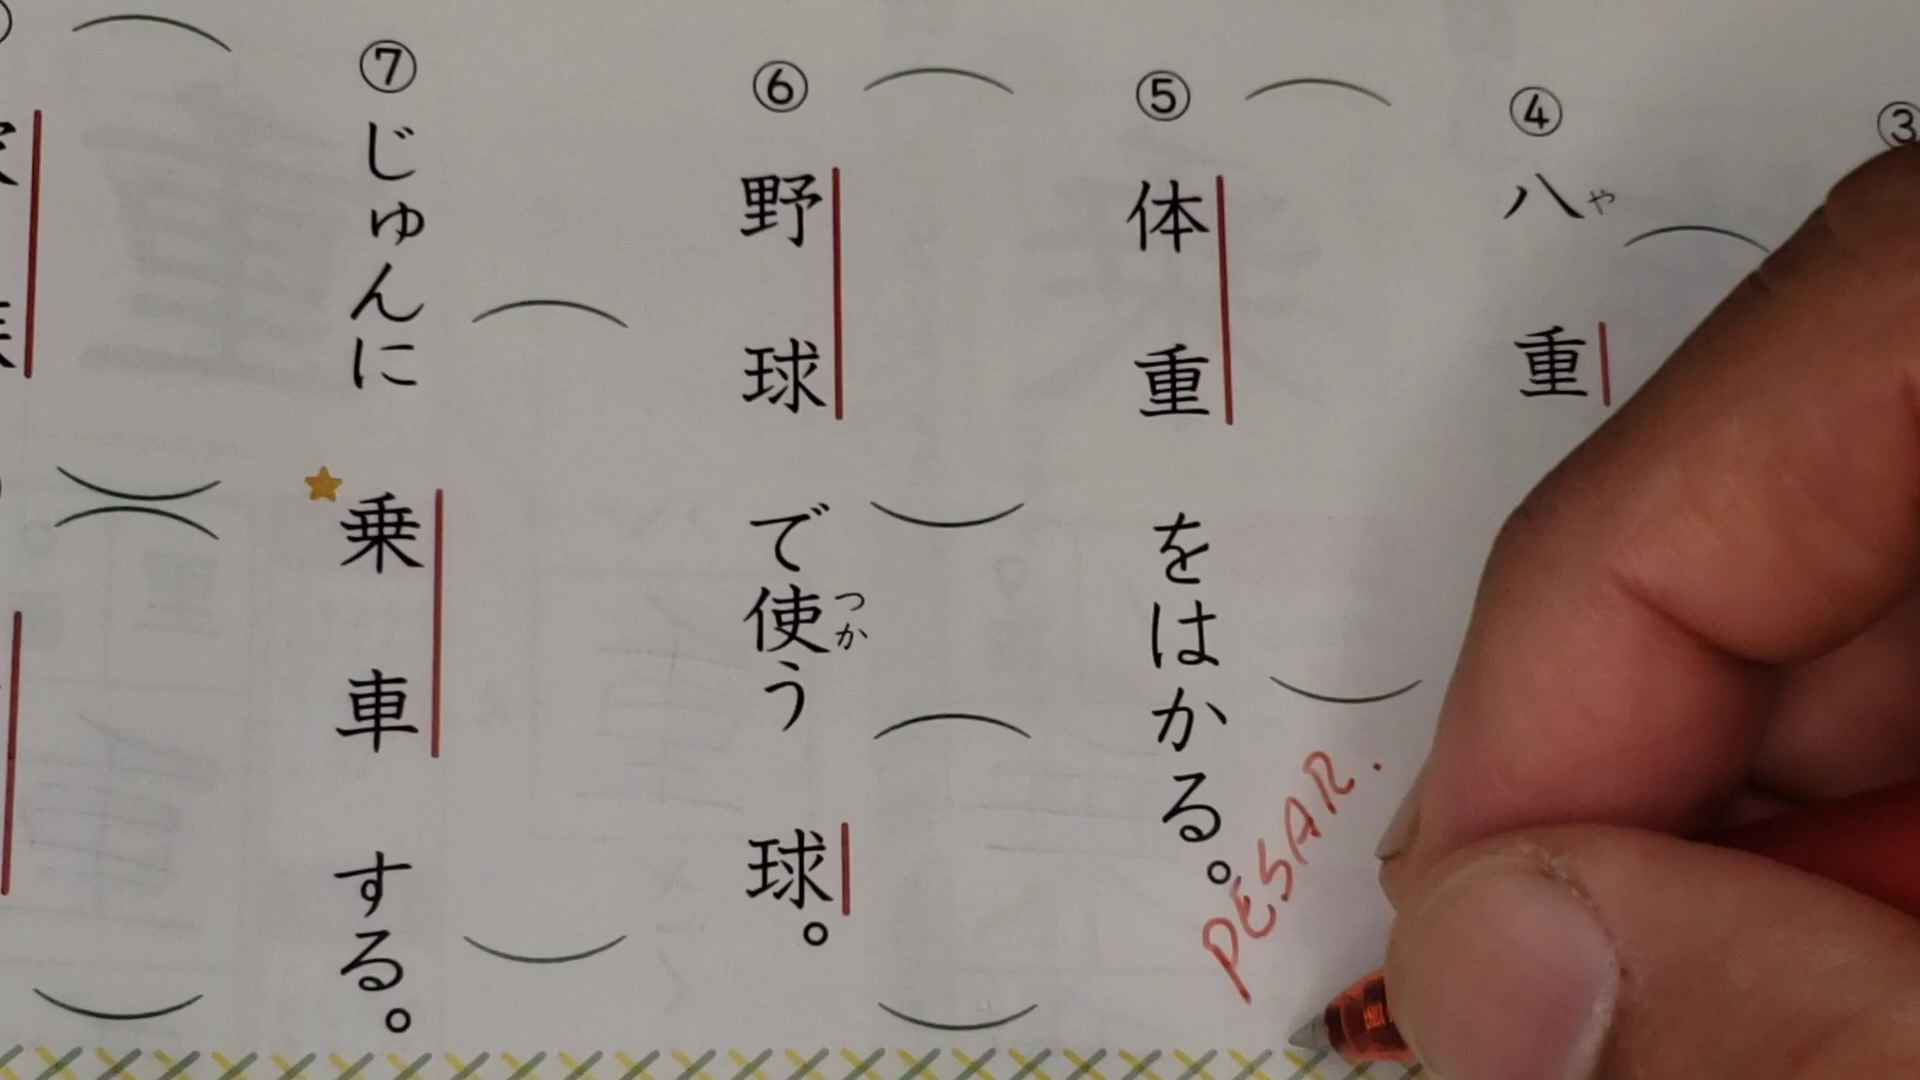 ③
④八重
や
⑤体重をはかる。
PESAR.
⑥野球で使う球。
つか
⑦じゅんに乗車する。